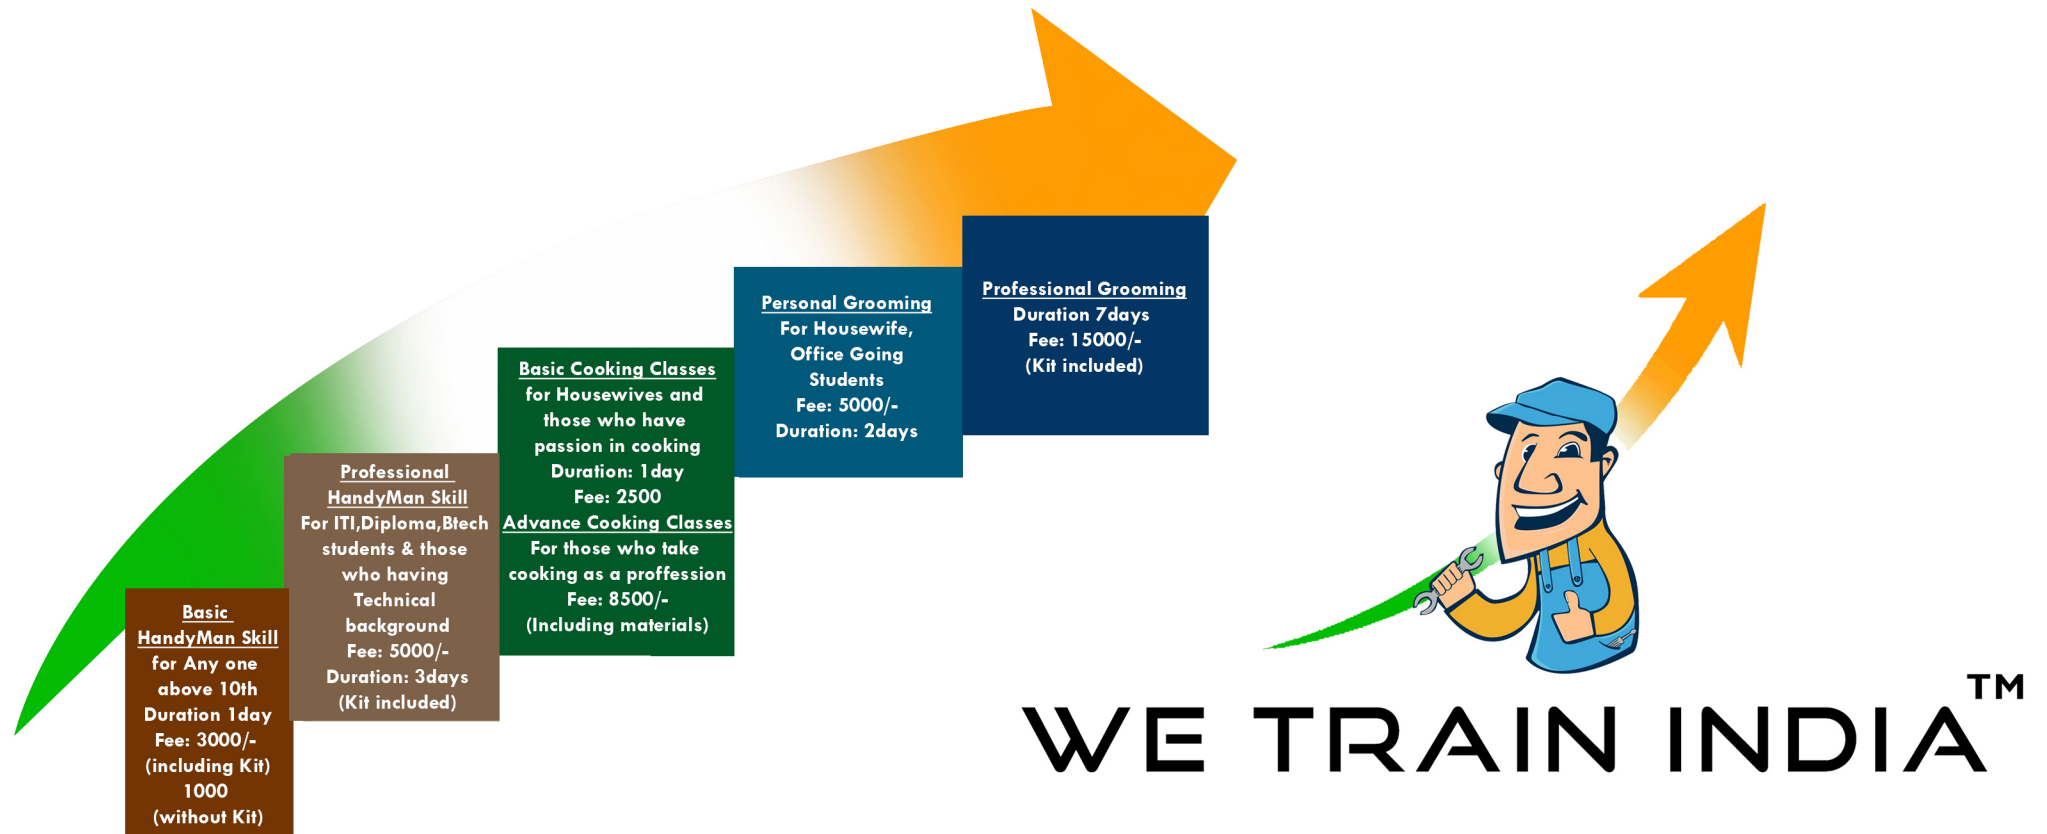 Basic
HandyMan Skill
for Any one
above 10th
Duration 1day
Fee: 3000/-
(including Kit)
1000
(without Kit)
Professional
HandyMan Skill
For ITI,Diploma,Btech
students & those
who having
Technical
background
Fee: 5000/-
Duration: 3days
(Kit included)
Basic Cooking Classes
for Housewives and
those who have
passion in cooking
Duration: 1day
Fee: 2500
Advance Cooking Classes
For those who take
cooking as a proffession
Fee: 8500/-
(Including materials)
Personal Grooming
For Housewife,
Office Going
Students
Fee: 5000/-
Duration: 2days
Professional Grooming
Duration 7days
Fee: 15000/-
(Kit included)
WE TRAIN INDIA™